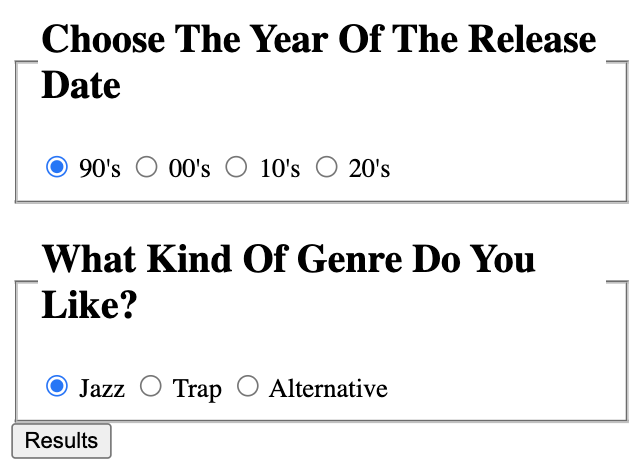 Choose The Year Of The Release
Date
90's 00's 10's 20's
What Kind Of Genre Do You
Like?
Jazz Trap Alternative
Results